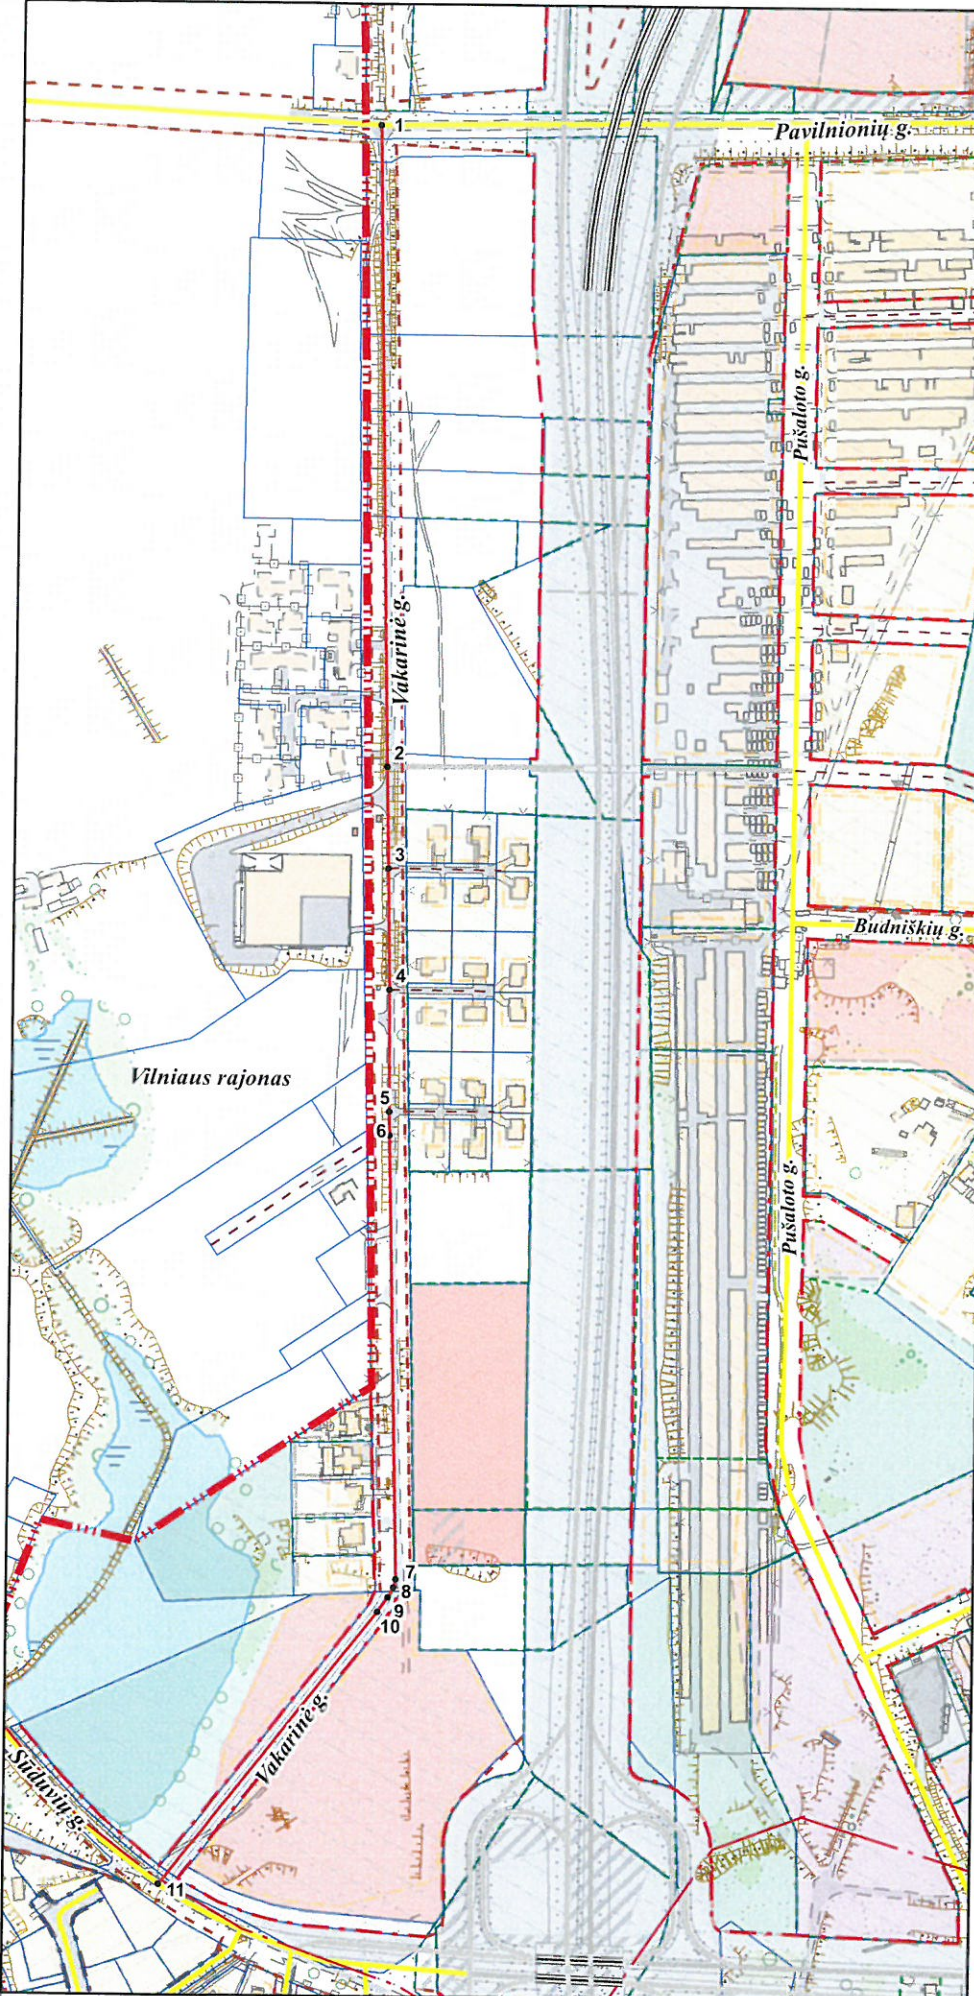 1
Pavilnionių g.
Pušaloto g.
Vakarinė g.
2
3
Budniškių g.
4
Vilniaus rajonas
5
6
Pušaloto g.
7
8
9
10
Vakarinė g.
Sūduvių g.
11